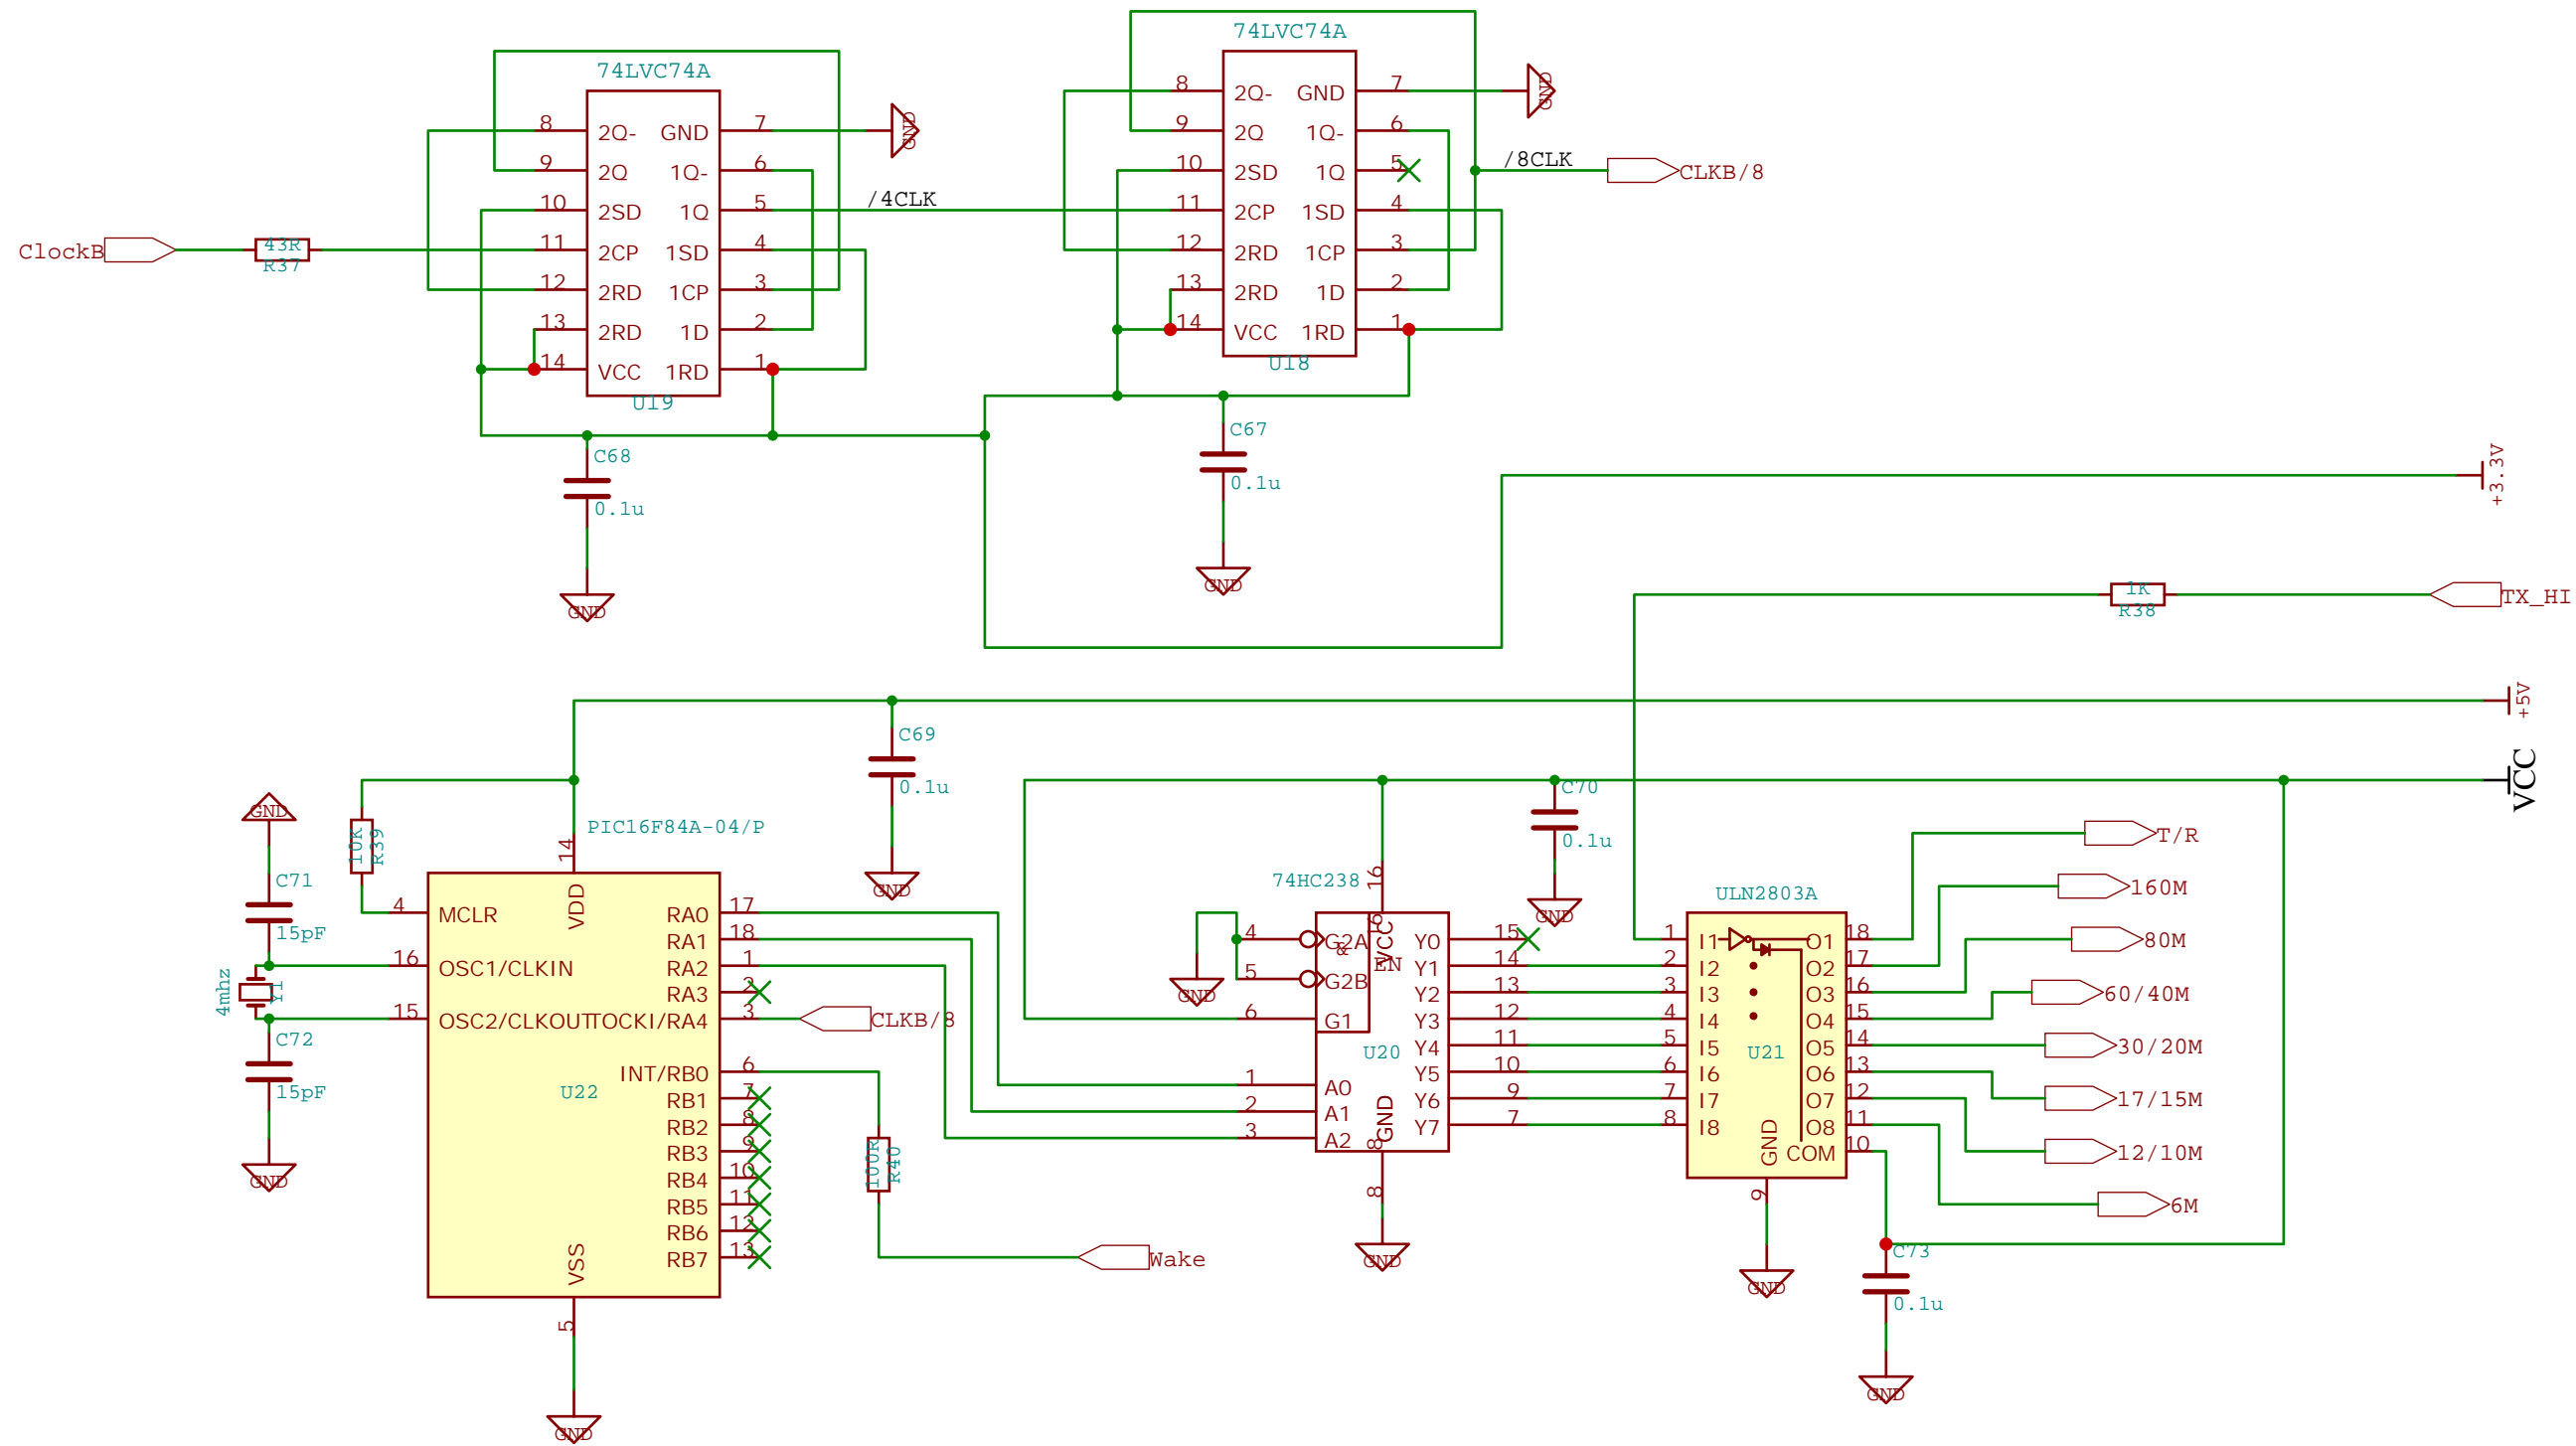 74LVC74A
8 2Q- GND 7
9 2Q 1Q- 6
10 2SD 1Q 5
11 2CP 1SD 4
12 2RD 1CP 3
13 2RD 1D 2
14 VCC 1RD 1
U19
GND
/4CLK
ClockB
43R
R37
C68
0.1u
GND
74LVC74A
8 2Q- GND 7
9 2Q 1Q- 6
10 2SD 1Q 5
11 2CP 1SD 4
12 2RD 1CP 3
13 2RD 1D 2
14 VCC 1RD 1
U18
GND
/8CLK
CLKB/8
C67
0.1u
GND
+3.3V
1K
R38
TX_HI
+5V
VCC
C69
0.1u
GND
GND
C71
15pF
4mhz
Y1
C72
15pF
GND
10K
R39
PIC16F84A-04/P
14
VDD
4 MCLR RA0 17
RA1 18
16 OSC1/CLKIN RA2 1
RA3 2
15 OSC2/CLKOUT TOCKI/RA4 3
CLKB/8
INT/RB0 6
U22
RB1 7
RB2 8
RB3 9
RB4 10
RB5 11
RB6 12
RB7 13
VSS
5
GND
100R
R40
Wake
C70
0.1u
GND
74HC238
16
VCC
16
4 G2A Y0 15
&
EN
5 G2B Y1 14
Y2 13
6 G1 Y3 12
U20
Y4 11
Y5 10
1 A0
2 A1 Y6 9
3 A2 Y7 7
GND
8
8
GND
GND
ULN2803A
1 I1 O1 18
2 I2 O2 17
3 I3 O3 16
4 I4 O4 15
5 I5 U21 O5 14
6 I6 O6 13
7 I7 O7 12
8 I8 O8 11
GND
COM 10
9
GND
T/R
160M
80M
60/40M
30/20M
17/15M
12/10M
6M
C73
0.1u
GND